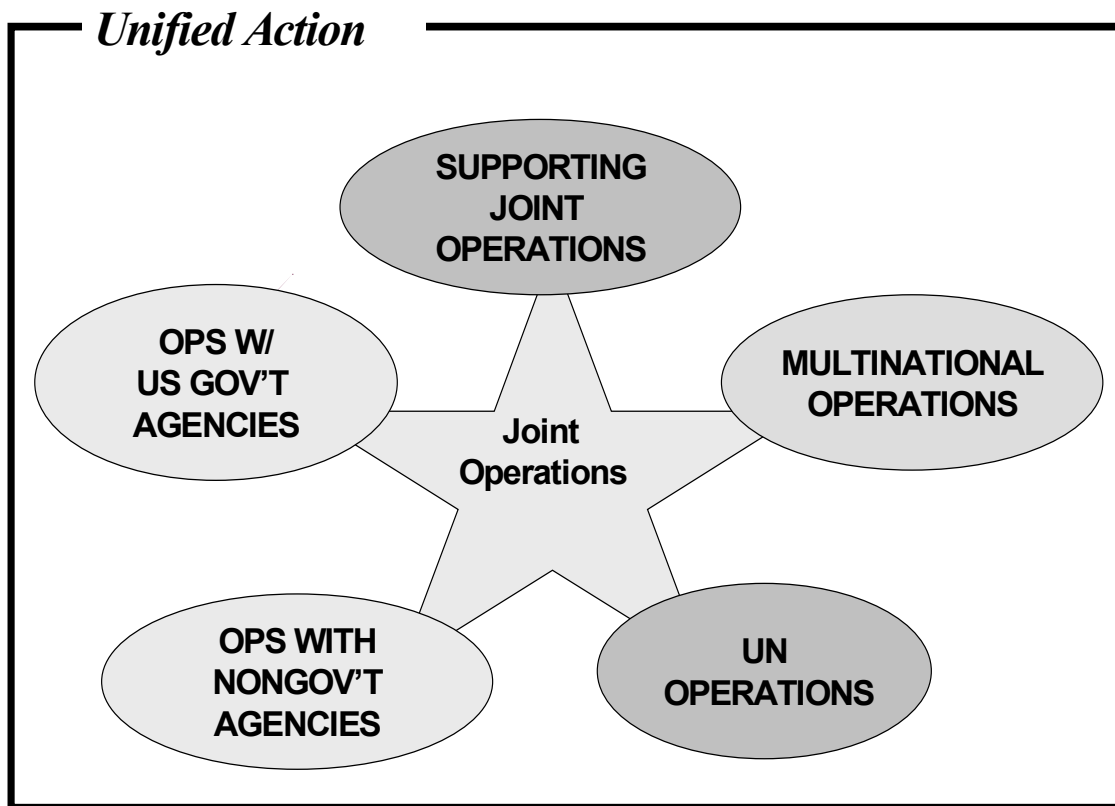 Unified Action
SUPPORTING
JOINT
OPERATIONS
OPS W/
US GOV'T
AGENCIES
MULTINATIONAL
OPERATIONS
Joint
Operations
OPS WITH
NONGOV'T
AGENCIES
UN
OPERATIONS